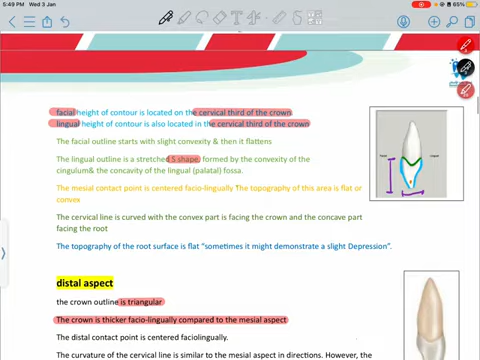 5:49 PM Wed 3 Jan
65%
facial height of contour is located on the cervical third of the crown
lingual height of contour is also located in the cervical third of the crown
The facial outline starts with slight convexity & then it flattens
The lingual outline is a stretched S shape formed by the convexity of the
cingulum& the concavity of the lingual (palatal) fossa.
The mesial contact point is centered facio-lingually The topography of this area is flat or
convex
The cervical line is curved with the convex part is facing the crown and the concave part
facing the root
The topography of the root surface is flat “sometimes it might demonstrate a slight Depression”.
distal aspect
the crown outline is triangular
The crown is thicker facio-lingually compared to the mesial aspect
The distal contact point is centered faciolingually.
The curvature of the cervical line is similar to the mesial aspect in directions. However, the